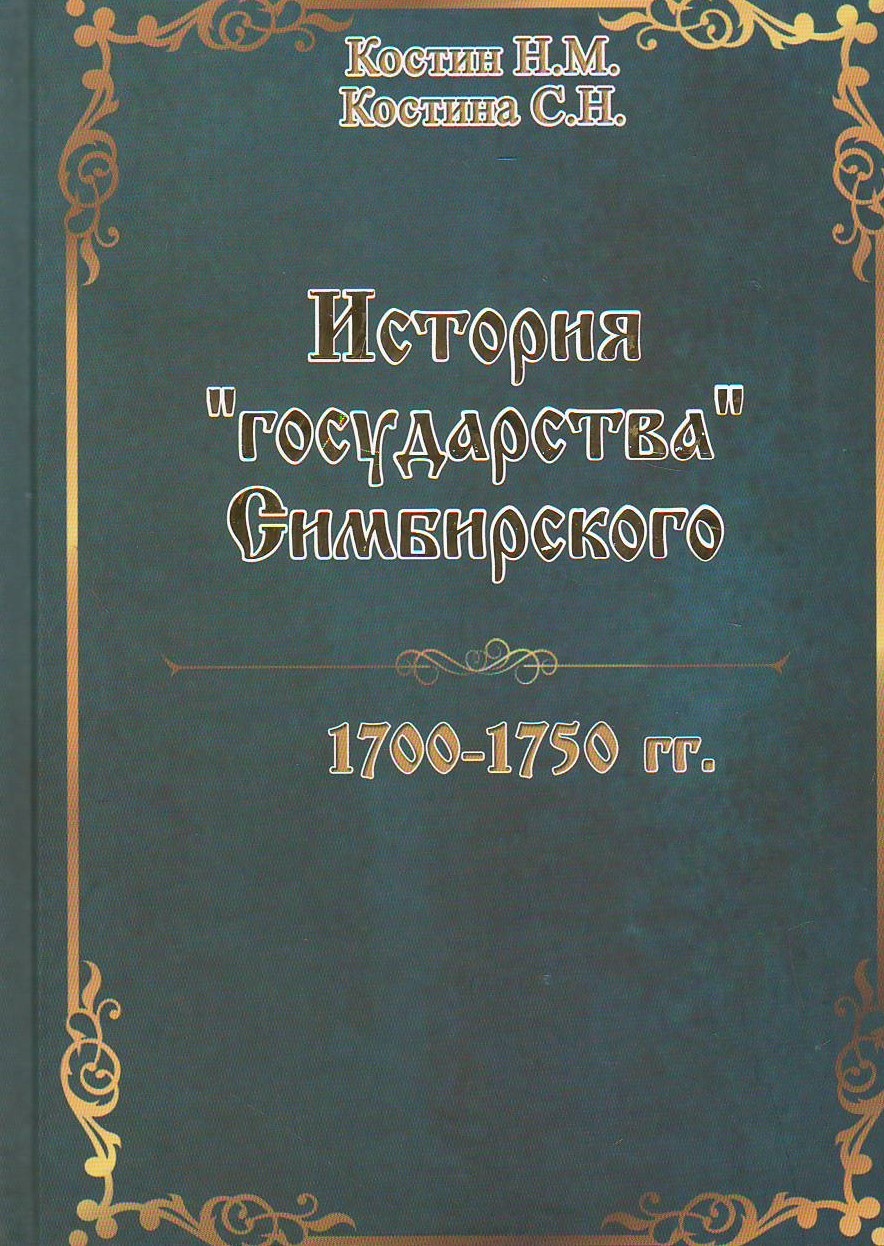 Костин Н.М.
Костина С.Н.
История
"государства"
Симбирского
1700-1750 гг.